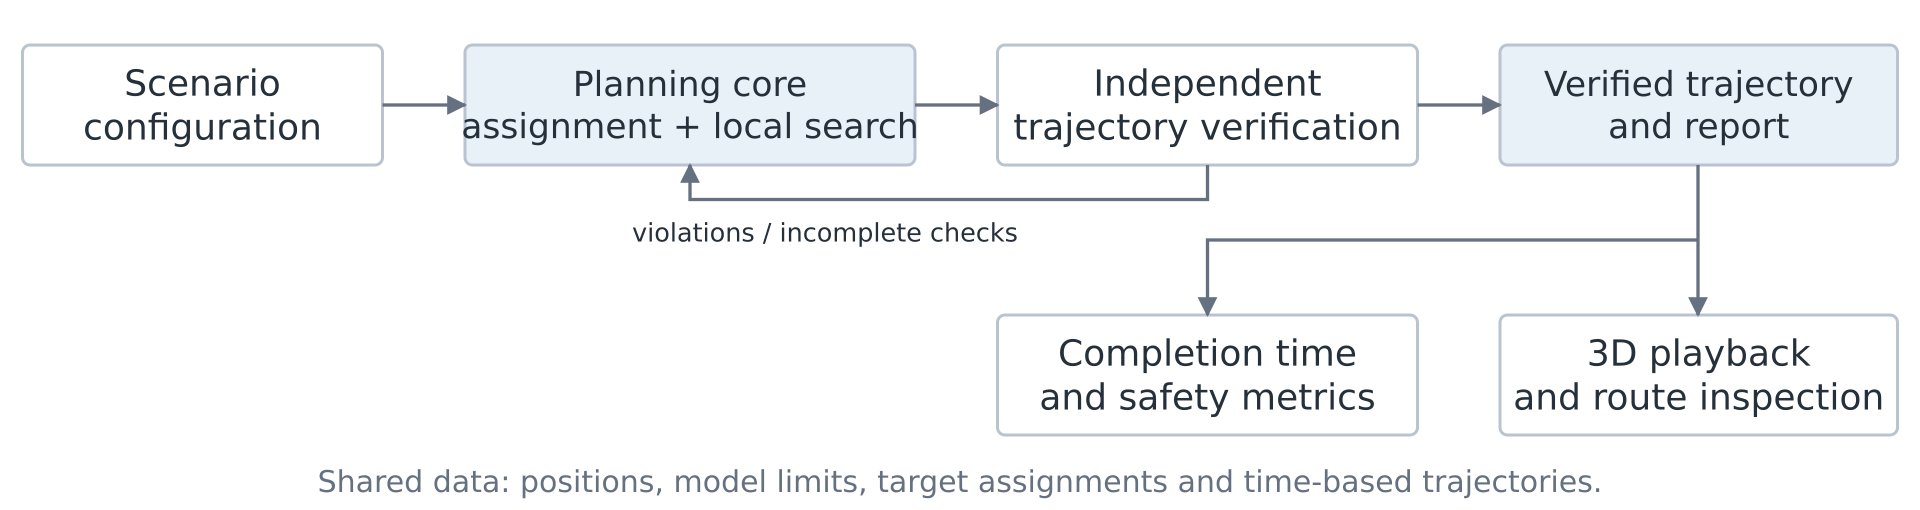 Scenario
configuration
Planning core
assignment + local search
Independent
trajectory verification
Verified trajectory
and report
violations / incomplete checks
Completion time
and safety metrics
3D playback
and route inspection
Shared data: positions, model limits, target assignments and time-based trajectories.